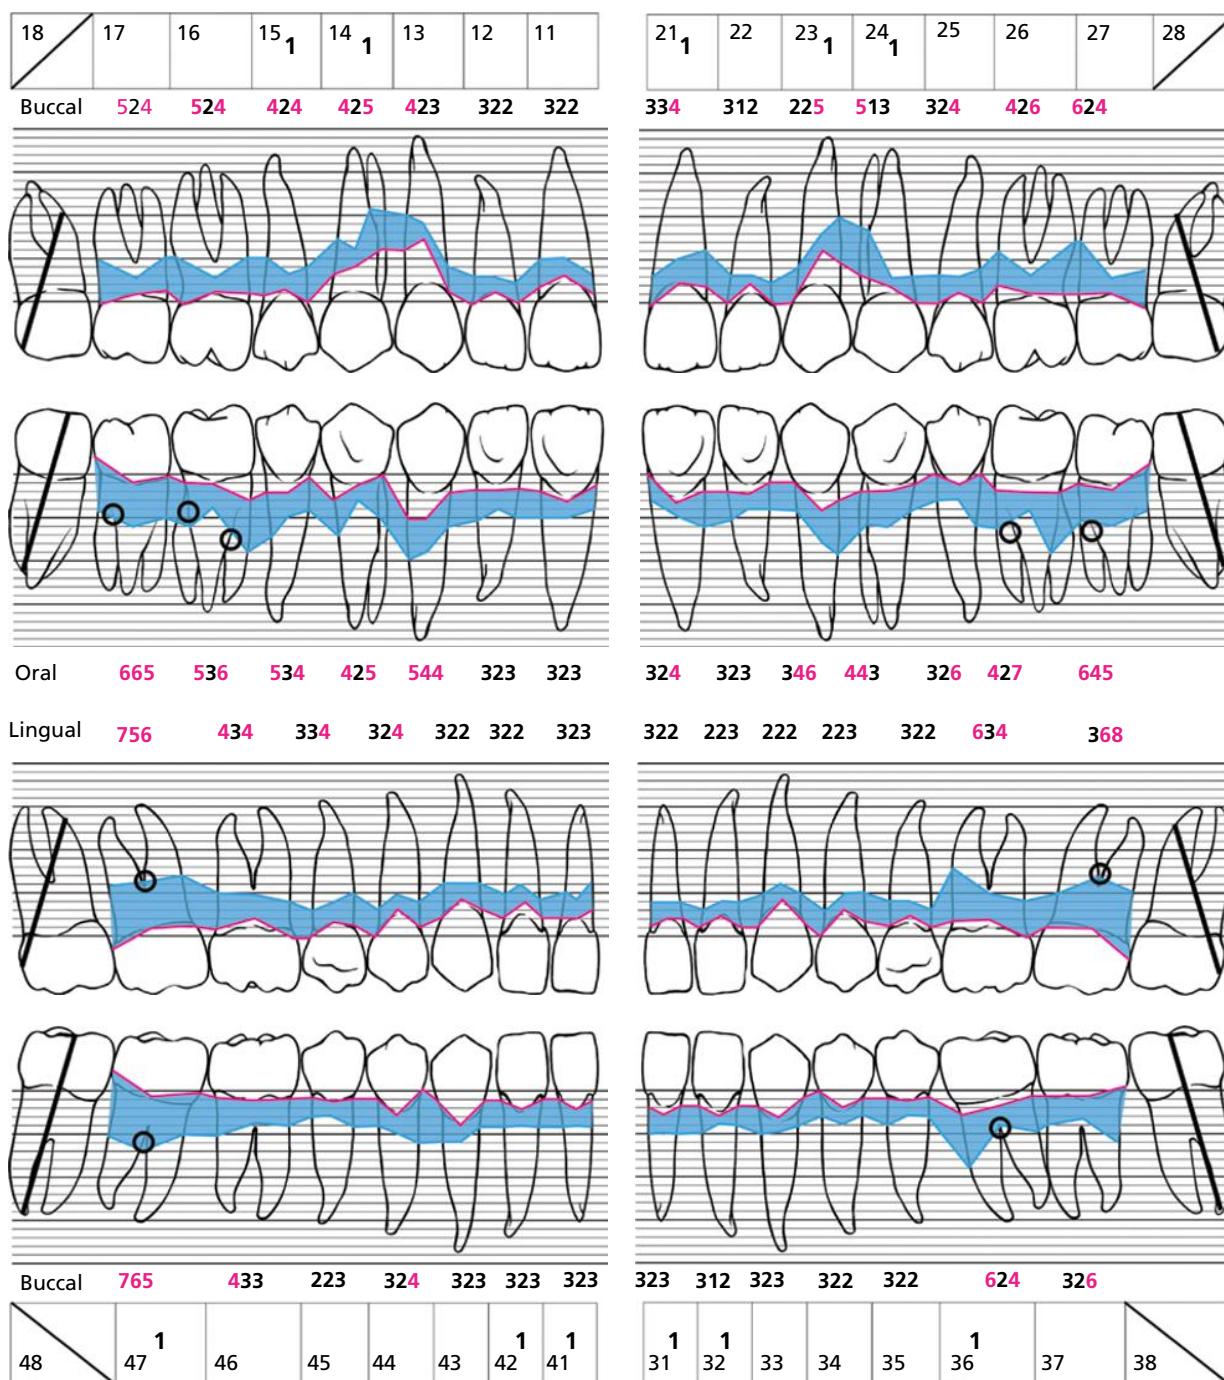 18 17 16 15 1 14 1 13 12 11 21 1 22 23 1 24 1 25 26 27 28
Buccal 524 524 424 425 423 322 322 334 312 225 513 324 426 624
Oral 665 536 534 425 544 323 323 324 323 346 443 326 427 645
Lingual 756 434 334 324 322 322 323 322 223 222 223 322 634 368
Buccal 765 433 223 324 323 323 323 323 312 323 322 322 624 326
48 47 1 46 45 44 43 42 1 41 1 31 1 32 1 33 34 35 36 1 37 38